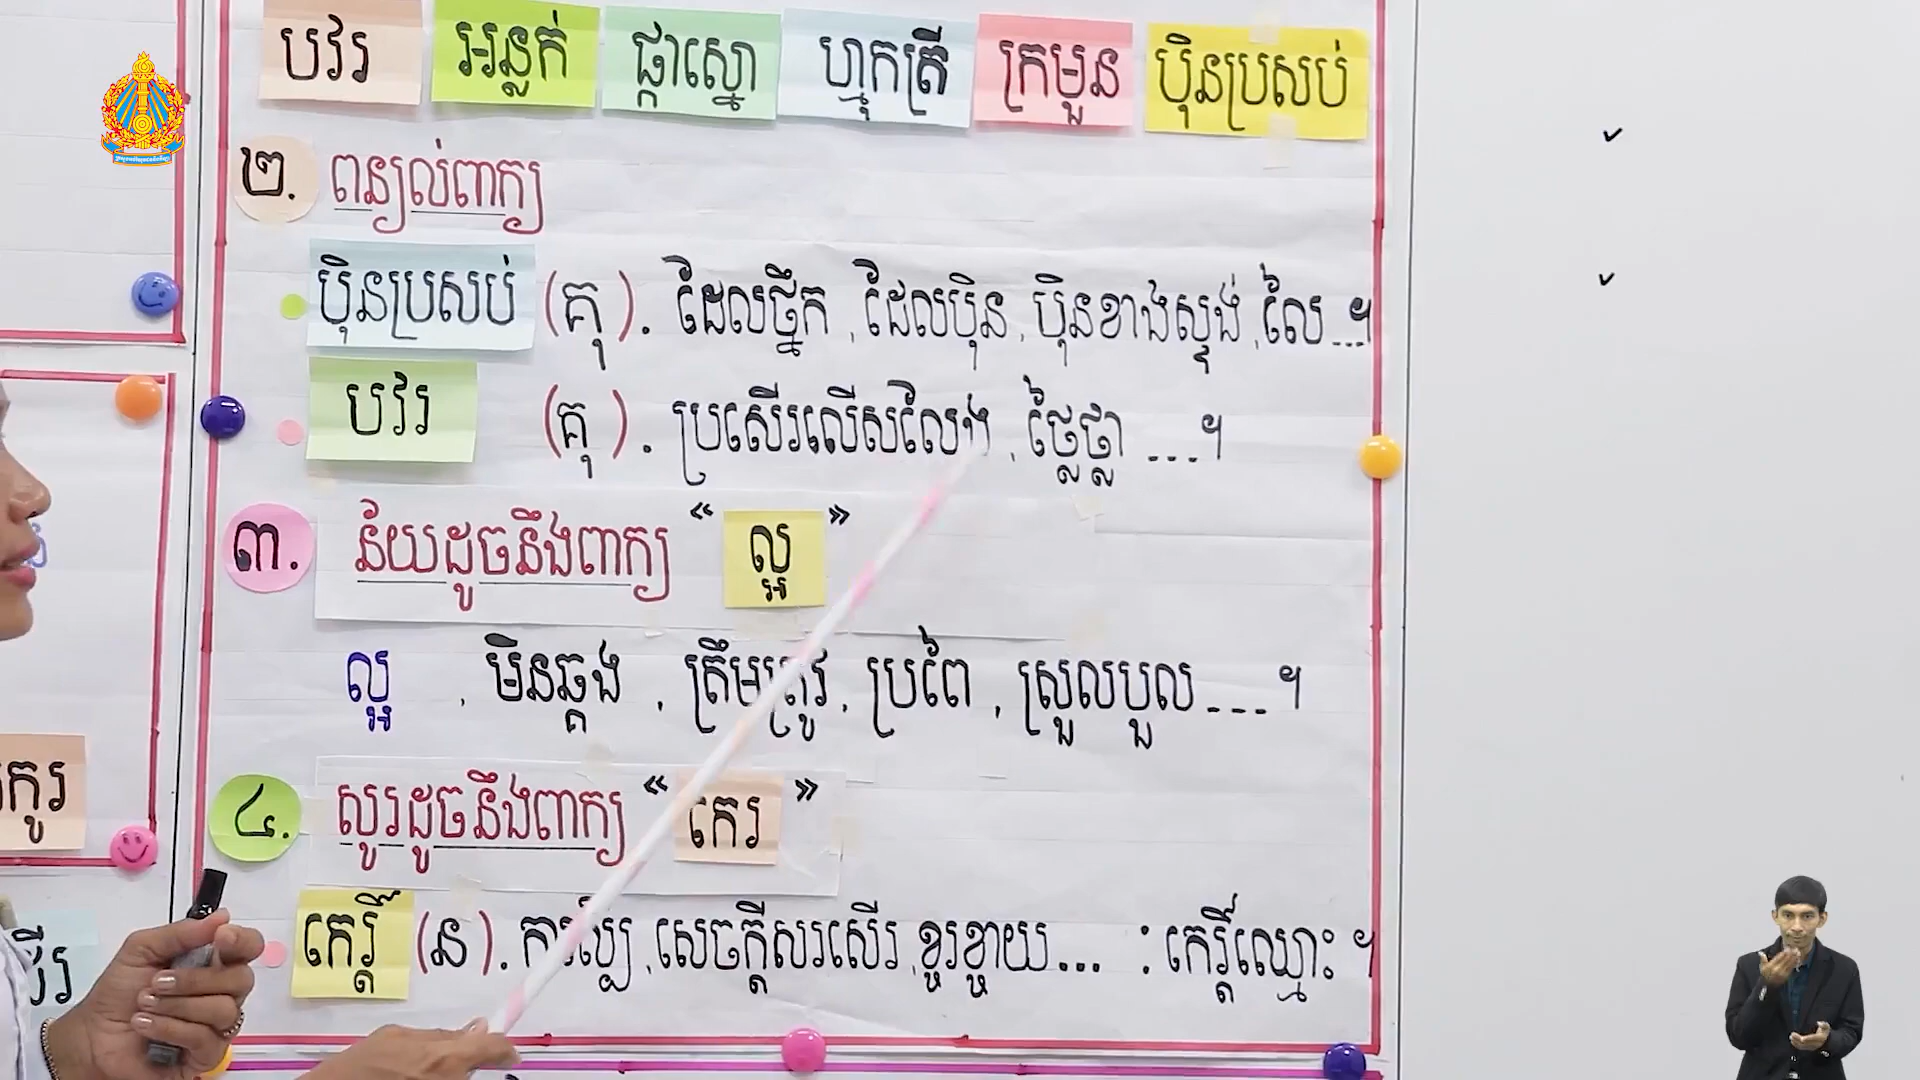 បវរ អន្លក់ ផ្កាស្នោ ហ្មុកត្រី ក្រមួន ប៉ិនប្រសប់
២. ពន្យល់ពាក្យ
ប៉ិនប្រសប់ (គុ). ដែលថ្នឹក, ដែលប៉ិន, ប៉ិនខាងស្ទង់, លៃ...។
បវរ (គុ). ប្រសើរលើសលែង, ថ្លៃថ្លា ...។
៣. ន័យដូចនឹងពាក្យ "ល្អ"
ល្អ, មិនឆ្គង, ត្រឹមត្រូវ, ប្រពៃ, ស្រួលបួល...។
៤. សូរដូចនឹងពាក្យ "កេរ"
កេរ្តិ៍ (ន). សេចក្តីសរសើរ, ខ្ចរខ្ចាយ... : កេរ្តិ៍ឈ្មោះ។
កូរ